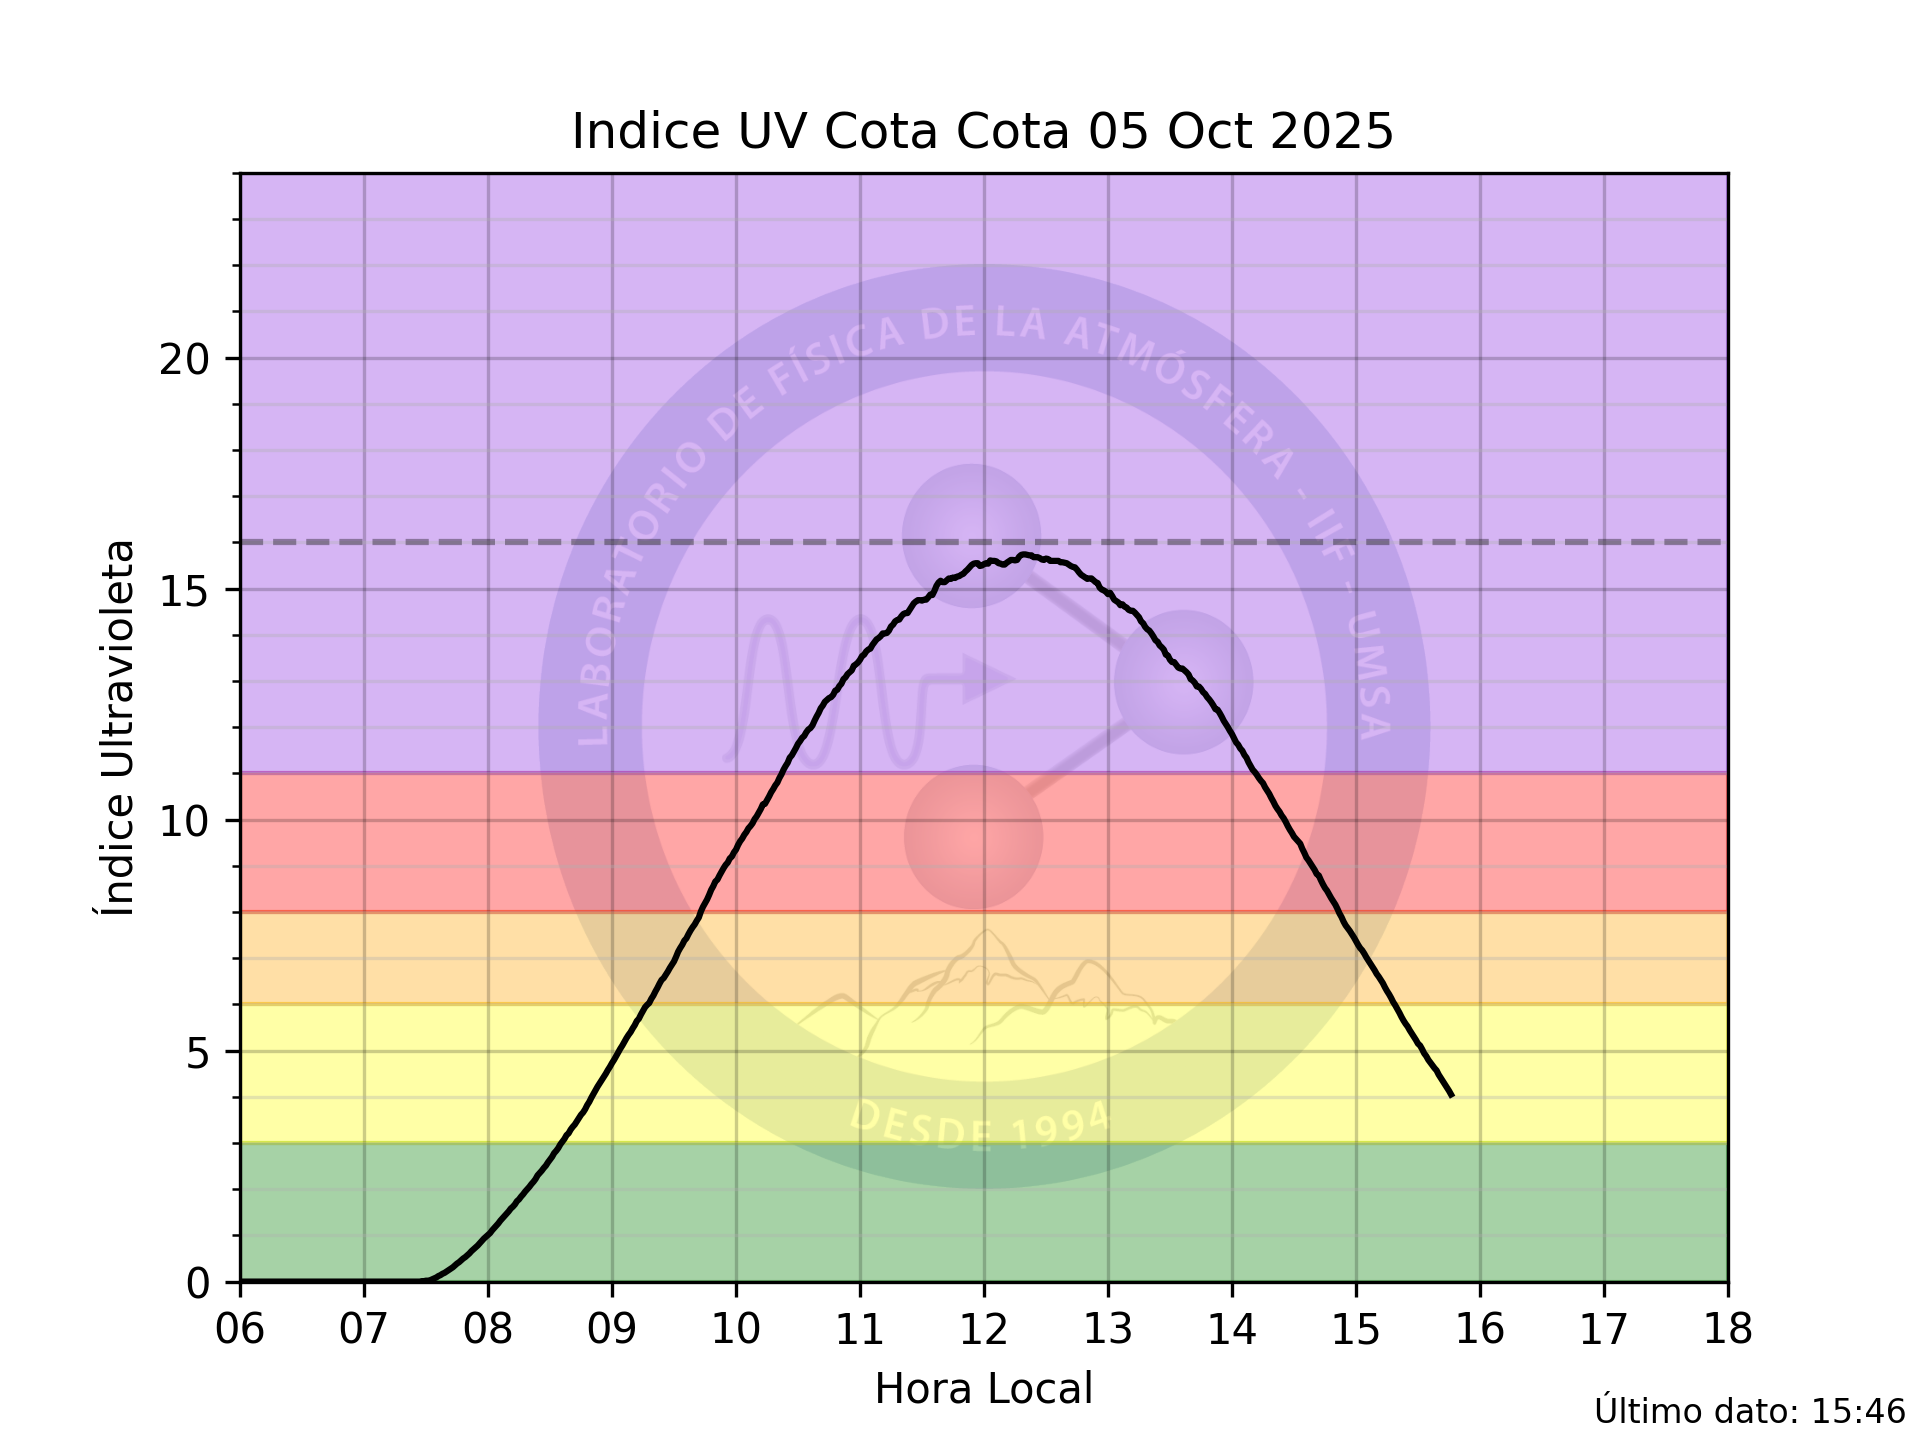 Indice UV Cota Cota 05 Oct 2025
LABORATORIO DE FÍSICA DE LA ATMÓSFERA - IIF - UMSA
DESDE 1994
Índice Ultravioleta
20
15
10
5
0
06 07 08 09 10 11 12 13 14 15 16 17 18
Hora Local
Último dato: 15:46